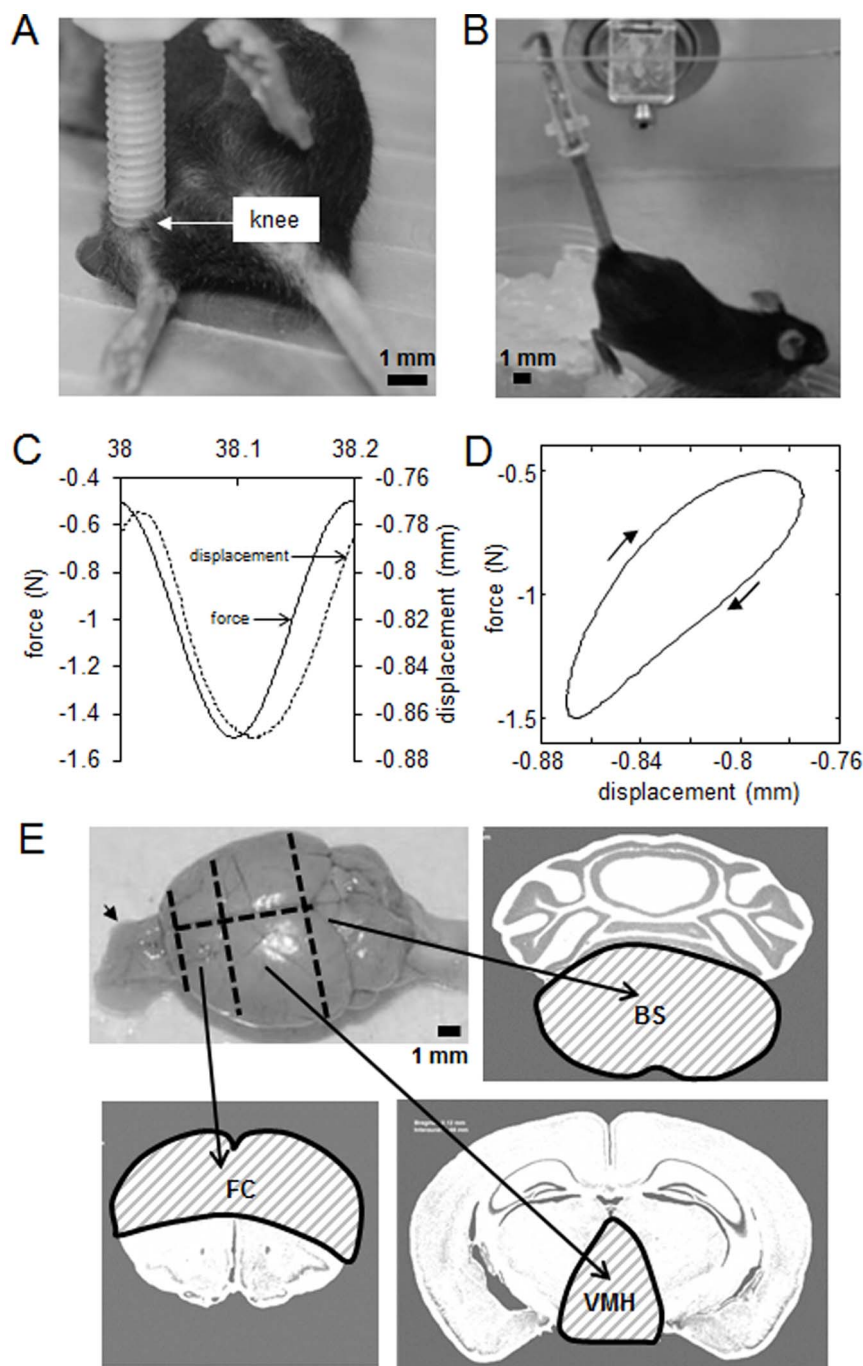 A
knee
1 mm
B
1 mm
C
38 38.1 38.2
-0.4
-0.6
-0.8
-1
-1.2
-1.4
-1.6
force (N)
displacement
force
-0.76
-0.78
-0.8
-0.82
-0.84
-0.86
-0.88
displacement (mm)
D
-0.5
-1
-1.5
force (N)
-0.88 -0.84 -0.8 -0.76
displacement (mm)
E
1 mm
BS
FC
VMH